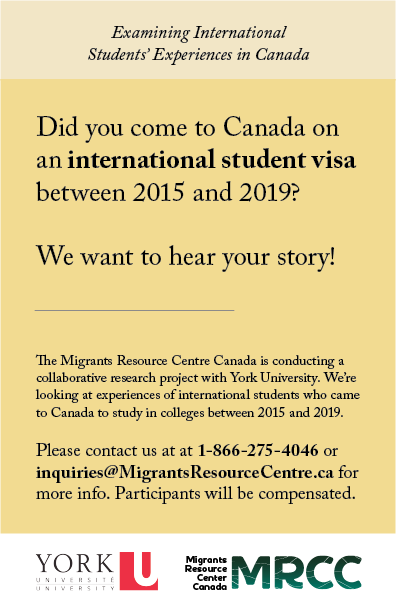 Examining International
Students’ Experiences in Canada
Did you come to Canada on
an international student visa
between 2015 and 2019?
We want to hear your story!
The Migrants Resource Centre Canada is conducting a
collaborative research project with York University. We’re
looking at experiences of international students who came
to Canada to study in colleges between 2015 and 2019.
Please contact us at at 1-866-275-4046 or
inquiries@MigrantsResourceCentre.ca for
more info. Participants will be compensated.
YORK U
UNIVERSITÉ
UNIVERSITY
Migrants
Resource
Center
Canada
MRCC